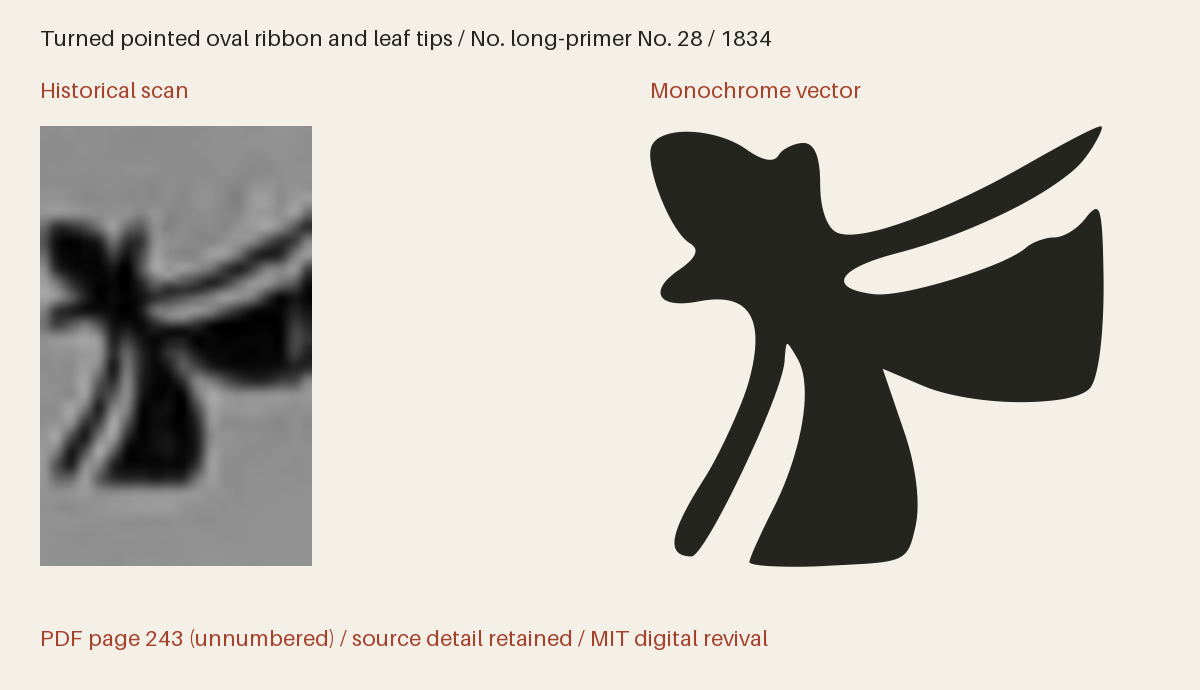 Turned pointed oval ribbon and leaf tips / No. long-primer No. 28 / 1834
Historical scan
Monochrome vector
PDF page 243 (unnumbered) / source detail retained / MIT digital revival